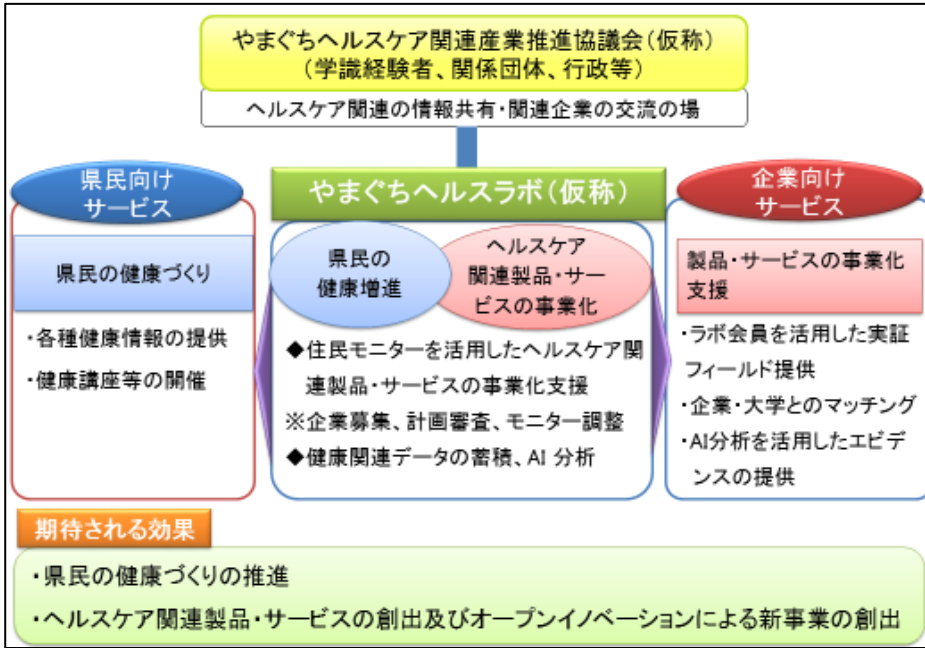 やまぐちヘルスケア関連産業推進協議会(仮称)
(学識経験者、関係団体、行政等)
ヘルスケア関連の情報共有・関連企業の交流の場
県民向け
サービス
県民の健康づくり
・各種健康情報の提供
・健康講座等の開催
やまぐちヘルスラボ(仮称)
県民の
健康増進
ヘルスケア
関連製品・サー
ビスの事業化
◆住民モニターを活用したヘルスケア関
連製品・サービスの事業化支援
※企業募集、計画審査、モニター調整
◆健康関連データの蓄積、AI 分析
企業向け
サービス
製品・サービスの事業化
支援
・ラボ会員を活用した実証
フィールド提供
・企業・大学とのマッチング
・AI分析を活用したエビデ
ンスの提供
期待される効果
・県民の健康づくりの推進
・ヘルスケア関連製品・サービスの創出及びオープンイノベーションによる新事業の創出